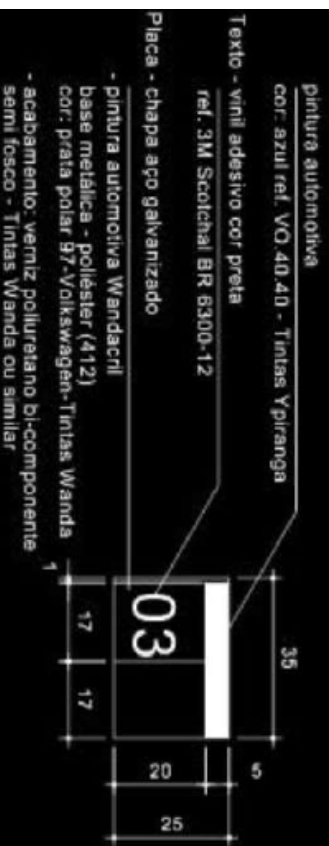 pintura automotiva
cor: azul ref. VO.40.40 - Tintas Ypiranga
Texto - vinil adesivo cor preta
ref. 3M Scotchal BR 6300-12
Placa - chapa aço galvanizado
- pintura automotiva Wandacril
base metálica - poliéster (412)
cor: prata polar 97-Volkswagen-Tintas Wanda
- acabamento: verniz poliuretano bi-componente
semi fosco - Tintas Wanda ou similar
35
5
20
25
03
1
17
17